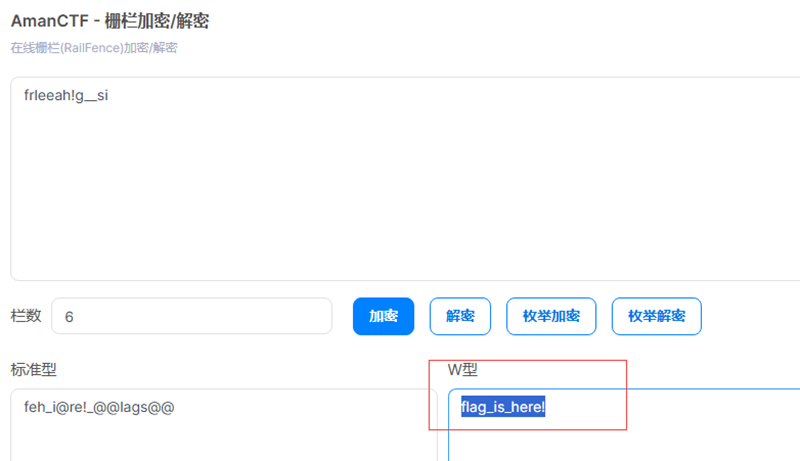 AmanCTF - 栅栏加密/解密
在线栅栏(RailFence)加密/解密
frleeah!g__si
栏数 6 加密 解密 枚举加密 枚举解密
标准型 W型
feh_i@re!_@@lags@@ flag_is_here!